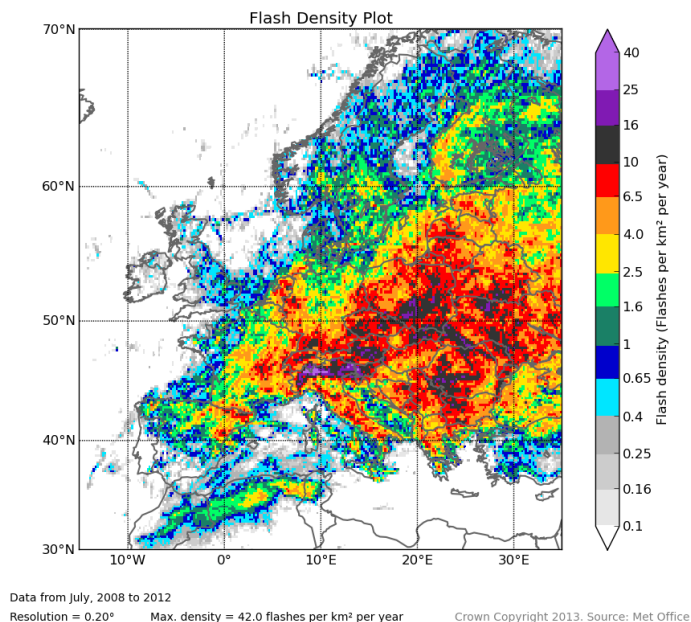 Flash Density Plot
70°N
60°N
50°N
40°N
30°N
10°W
0°
10°E
20°E
30°E
40
25
16
10
6.5
4.0
2.5
1.6
1
0.65
0.4
0.25
0.16
0.1
Flash density (Flashes per km² per year)
Data from July, 2008 to 2012
Resolution = 0.20° Max. density = 42.0 flashes per km² per year Crown Copyright 2013. Source: Met Office